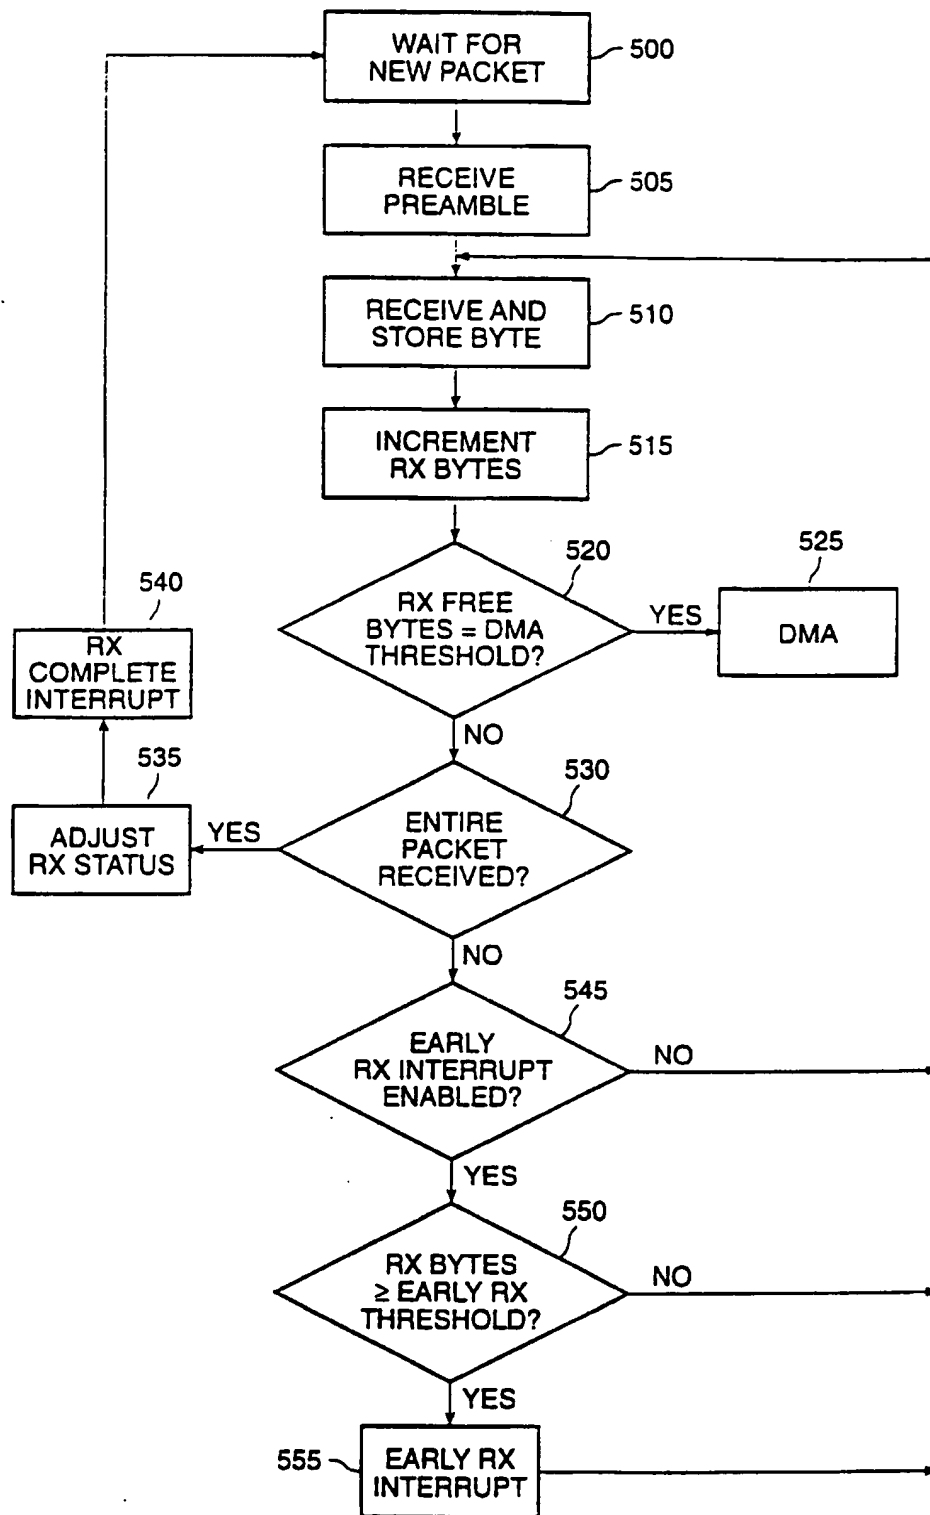 WAIT FOR
NEW PACKET
500
RECEIVE
PREAMBLE
505
RECEIVE AND
STORE BYTE
510
INCREMENT
RX BYTES
515
520
RX FREE
BYTES = DMA
THRESHOLD?
YES
525
DMA
NO
540
RX
COMPLETE
INTERRUPT
535
ADJUST
RX STATUS
YES
530
ENTIRE
PACKET
RECEIVED?
NO
545
EARLY
RX INTERRUPT
ENABLED?
NO
YES
550
RX BYTES
≥ EARLY RX
THRESHOLD?
NO
YES
555
EARLY RX
INTERRUPT